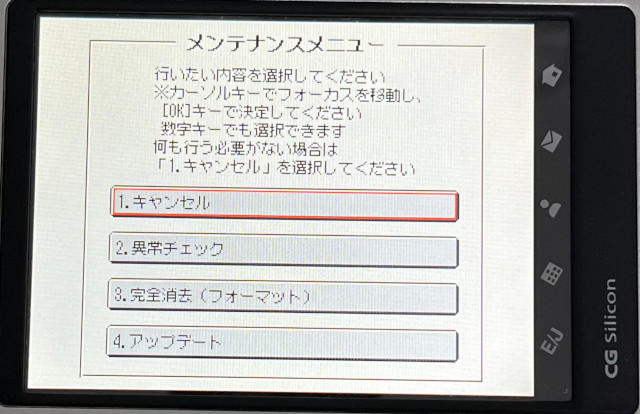 メンテナンスメニュー
行いたい内容を選択してください
※カーソルキーでフォーカスを移動し、
[OK]キーで決定してください
数字キーでも選択できます
何も行う必要がない場合は
「1.キャンセル」を選択してください
1.キャンセル
2.異常チェック
3.完全消去(フォーマット)
4.アップデート
E/J
CG Silicon